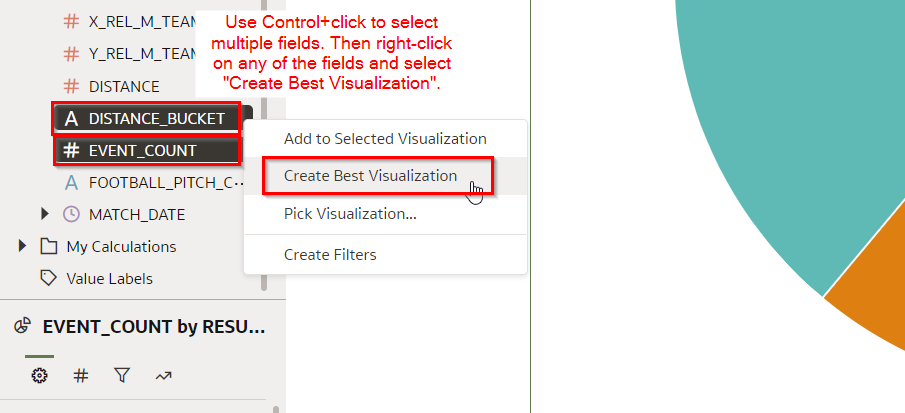 # X_REL_M_TEAM
# Y_REL_M_TEAM
# DISTANCE
A DISTANCE_BUCKET
# EVENT_COUNT
A FOOTBALL_PITCH_C...
MATCH_DATE
My Calculations
Value Labels
EVENT_COUNT by RESU...
#
Use Control+click to select
multiple fields. Then right-click
on any of the fields and select
"Create Best Visualization".
Add to Selected Visualization
Create Best Visualization
Pick Visualization...
Create Filters